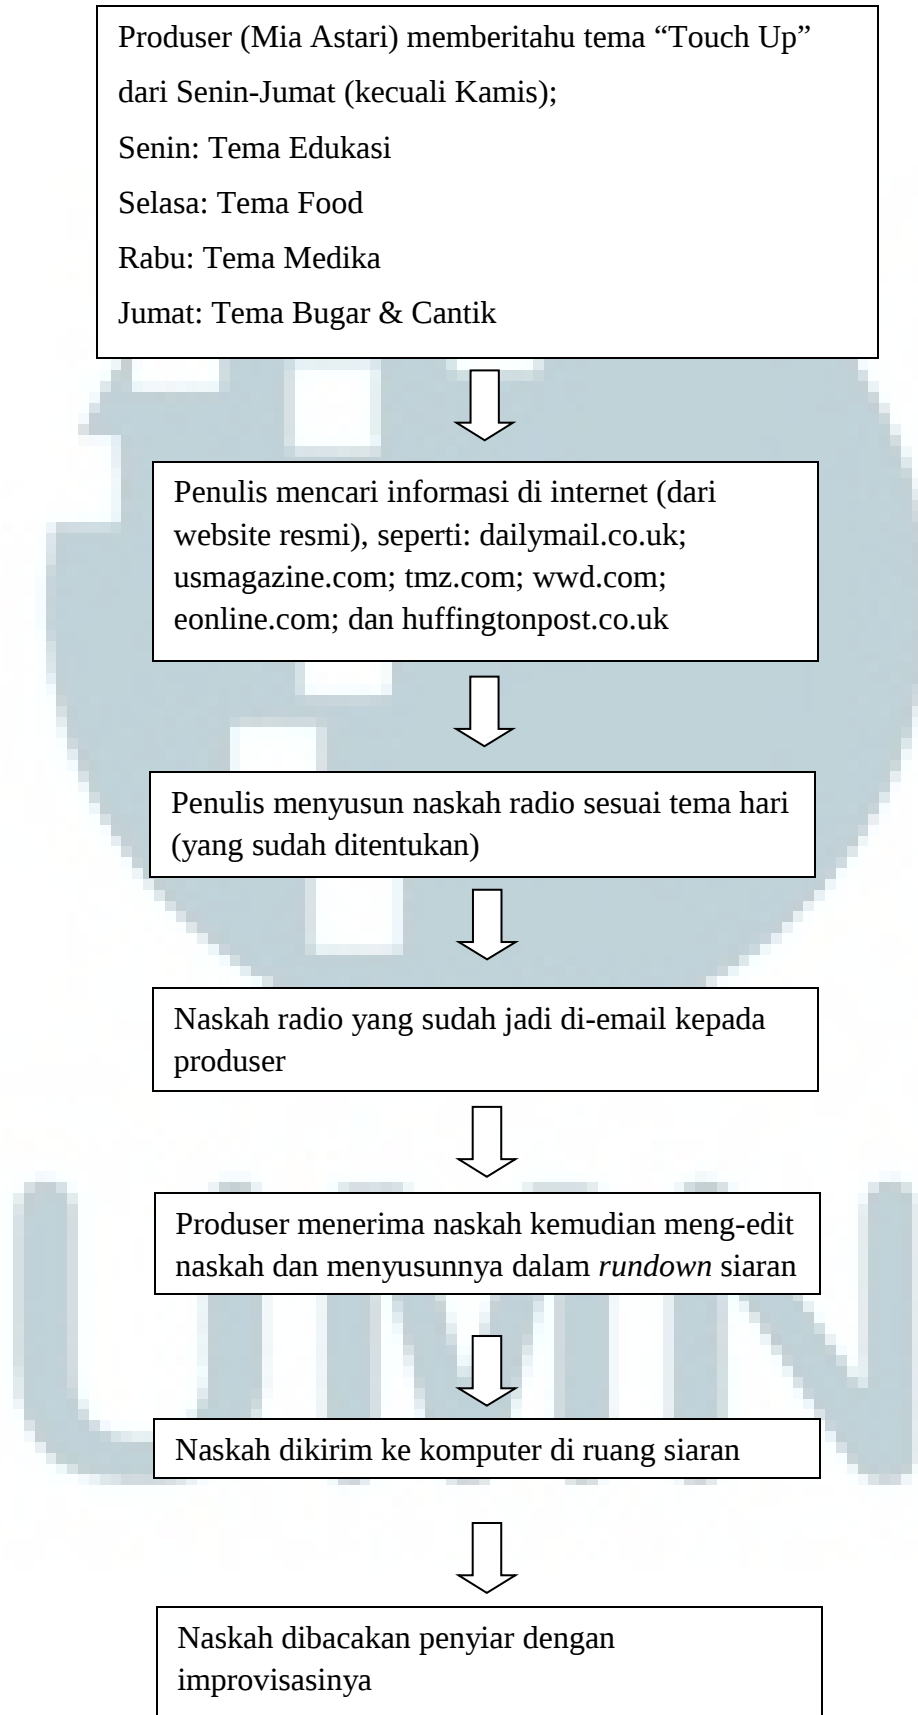 Produser (Mia Astari) memberitahu tema “Touch Up”
dari Senin-Jumat (kecuali Kamis);
Senin: Tema Edukasi
Selasa: Tema Food
Rabu: Tema Medika
Jumat: Tema Bugar & Cantik
Penulis mencari informasi di internet (dari
website resmi), seperti: dailymail.co.uk;
usmagazine.com; tmz.com; wwd.com;
eonline.com; dan huffingtonpost.co.uk
Penulis menyusun naskah radio sesuai tema hari
(yang sudah ditentukan)
Naskah radio yang sudah jadi di-email kepada
produser
Produser menerima naskah kemudian meng-edit
naskah dan menyusunnya dalam rundown siaran
Naskah dikirim ke komputer di ruang siaran
Naskah dibacakan penyiar dengan
improvisasinya
UMN